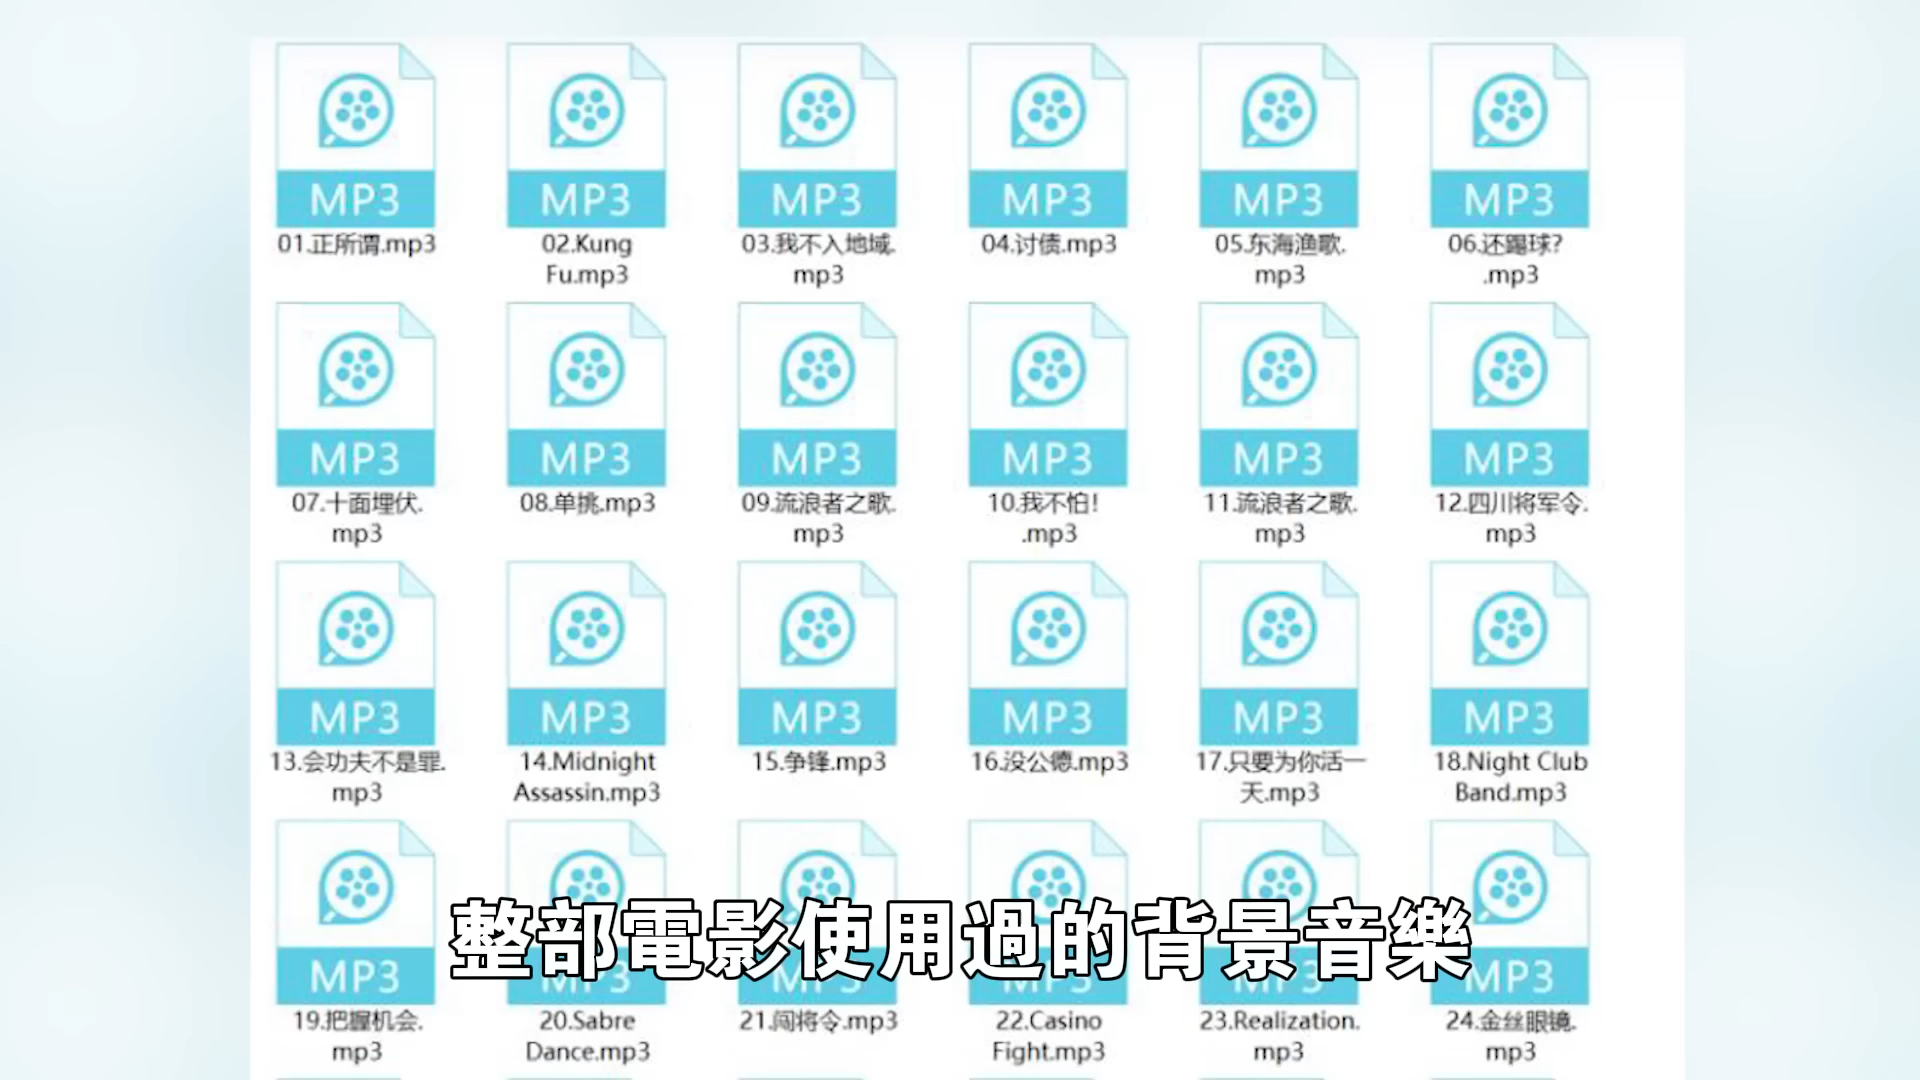 MP3 MP3 MP3 MP3 MP3 MP3
01.正所谓.mp3 02.Kung 03.我不入地域. 04.讨债.mp3 05.东海渔歌. 06.还踢球?
Fu.mp3 mp3 mp3 .mp3
MP3 MP3 MP3 MP3 MP3 MP3
07.十面埋伏. 08.单挑.mp3 09.流浪者之歌. 10.我不怕! 11.流浪者之歌. 12.四川将军令.
mp3 mp3 .mp3 mp3 mp3
MP3 MP3 MP3 MP3 MP3 MP3
13.会功夫不是罪. 14.Midnight 15.争锋.mp3 16.没公德.mp3 17.只要为你活一 18.Night Club
mp3 Assassin.mp3 天.mp3 Band.mp3
整部電影使用過的背景音樂
MP3 MP3 MP3 MP3 MP3 MP3
19.把握机会. 20.Sabre 21.闯将令.mp3 22.Casino 23.Realization. 24.金丝眼镜.
mp3 Dance.mp3 Fight.mp3 mp3 mp3